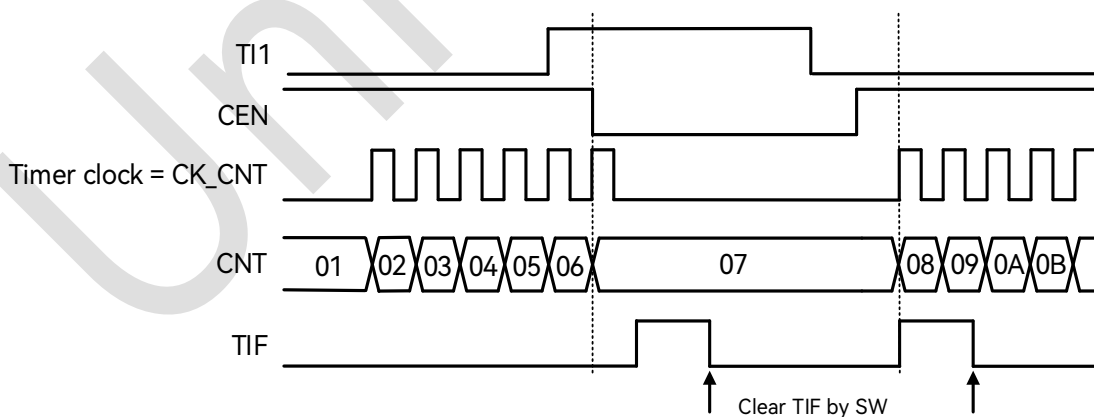 TI1
CEN
Timer clock = CK_CNT
CNT 01 02 03 04 05 06 07 08 09 0A 0B
TIF
Clear TIF by SW